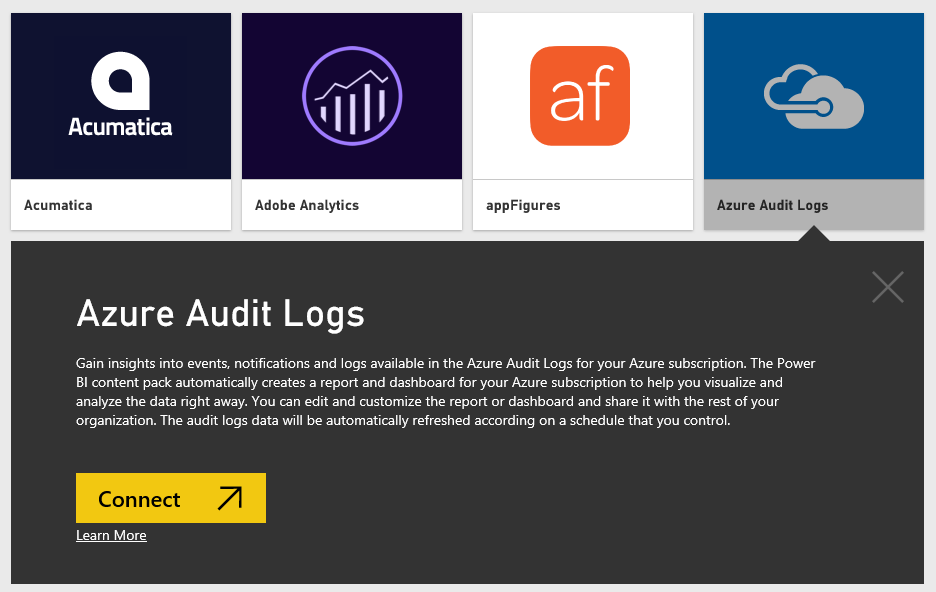 Acumatica
af
Acumatica
Adobe Analytics
appFigures
Azure Audit Logs
Azure Audit Logs
Gain insights into events, notifications and logs available in the Azure Audit Logs for your Azure subscription. The Power
BI content pack automatically creates a report and dashboard for your Azure subscription to help you visualize and
analyze the data right away. You can edit and customize the report or dashboard and share it with the rest of your
organization. The audit logs data will be automatically refreshed according on a schedule that you control.
Connect
Learn More